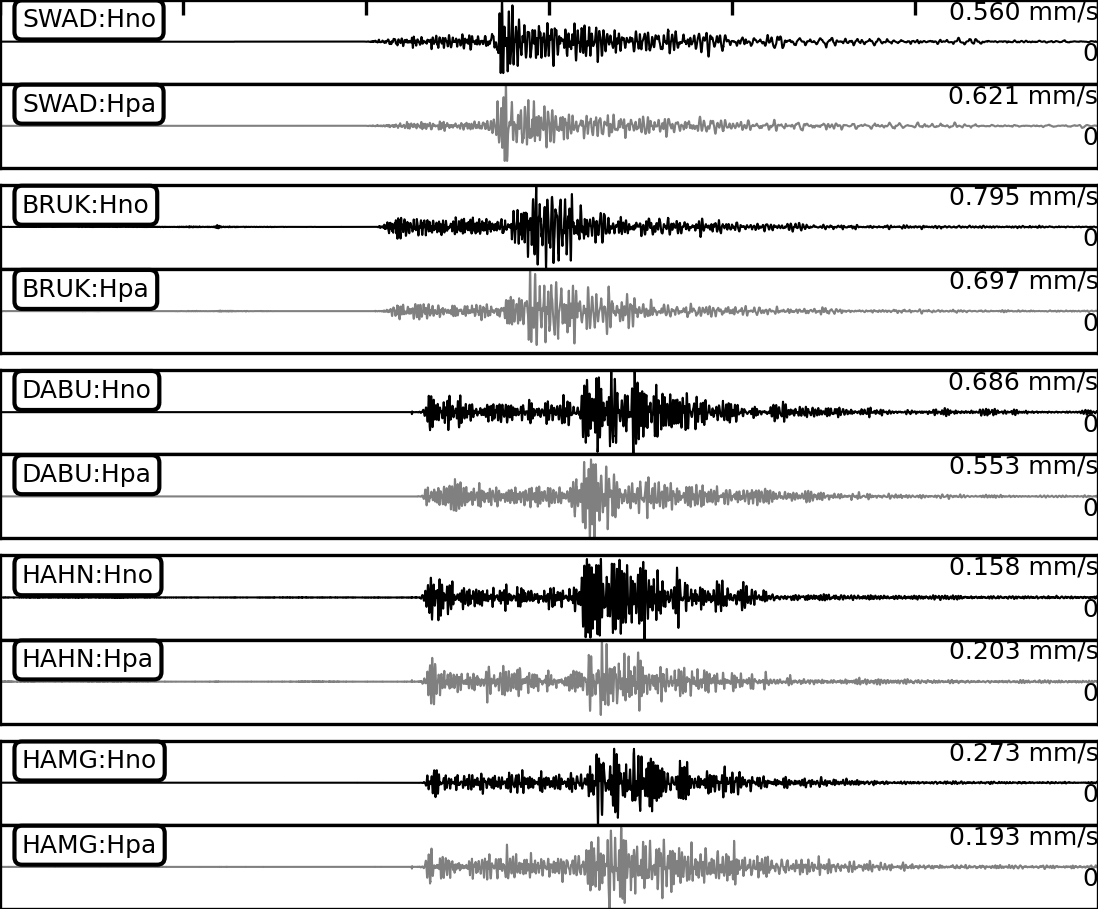 SWAD:Hno 0.560 mm/s
0
SWAD:Hpa 0.621 mm/s
0
BRUK:Hno 0.795 mm/s
0
BRUK:Hpa 0.697 mm/s
0
DABU:Hno 0.686 mm/s
0
DABU:Hpa 0.553 mm/s
0
HAHN:Hno 0.158 mm/s
0
HAHN:Hpa 0.203 mm/s
0
HAMG:Hno 0.273 mm/s
0
HAMG:Hpa 0.193 mm/s
0